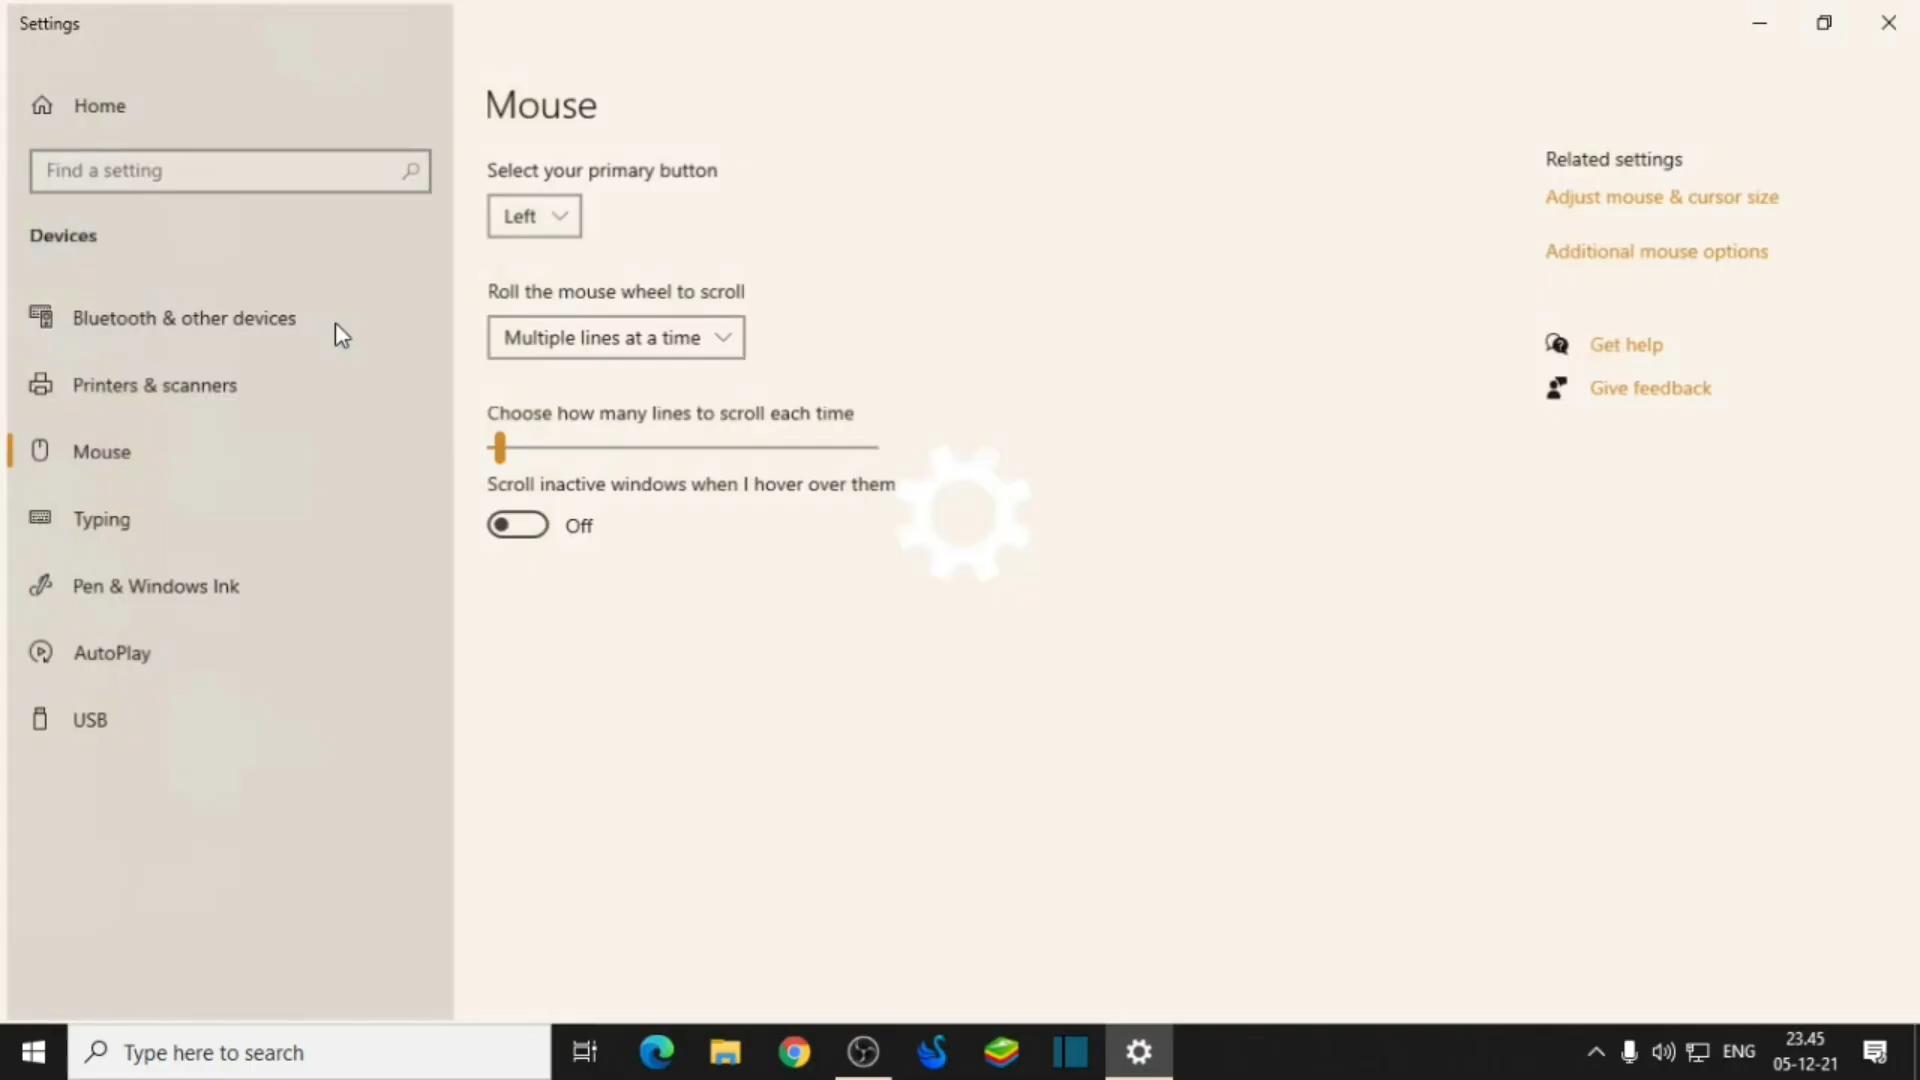 Settings
Home
Find a setting
Devices
Bluetooth & other devices
Printers & scanners
Mouse
Typing
Pen & Windows Ink
AutoPlay
USB
Mouse
Select your primary button
Left
Roll the mouse wheel to scroll
Multiple lines at a time
Choose how many lines to scroll each time
Scroll inactive windows when I hover over them
Off
Related settings
Adjust mouse & cursor size
Additional mouse options
Get help
Give feedback
Type here to search
ENG
23.45
05-12-21